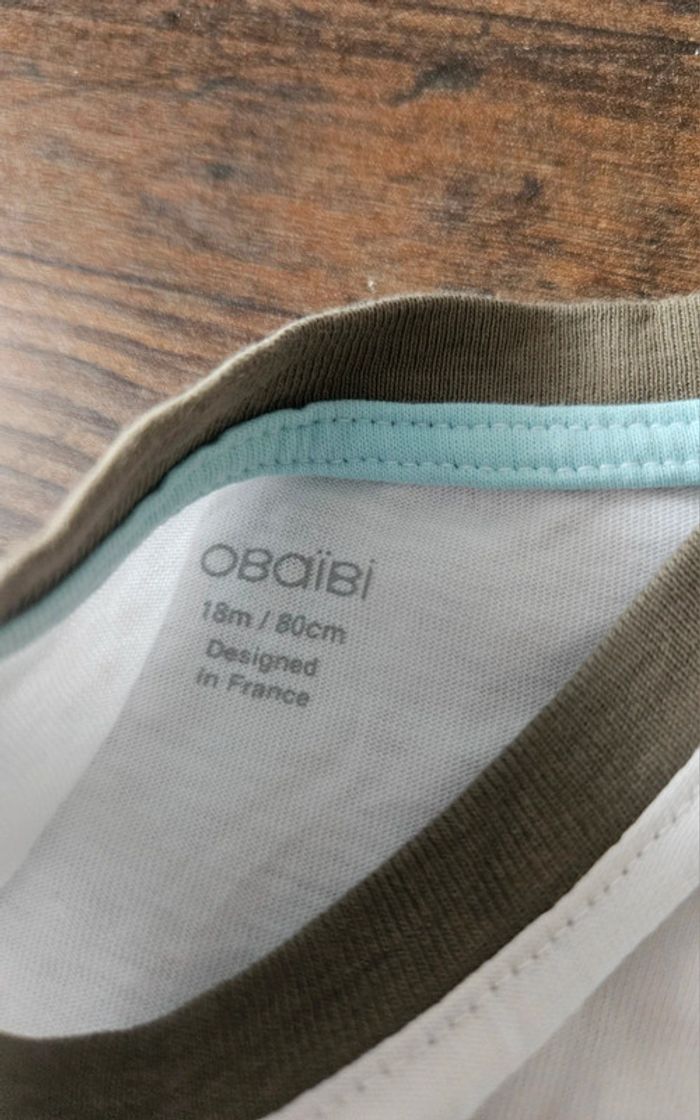 OBaïBi
18m / 80cm
Designed
in France